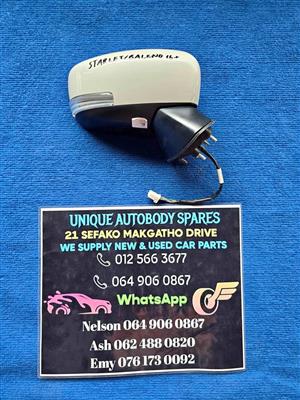 STARLET/BALENO 16+
UNIQUE AUTOBODY SPARES
21 SEFAKO MAKGATHO DRIVE
WE SUPPLY NEW & USED CAR PARTS
012 566 3677
064 906 0867
WhatsApp
Nelson 064 906 0867
Ash 062 488 0820
Emy 076 173 0092